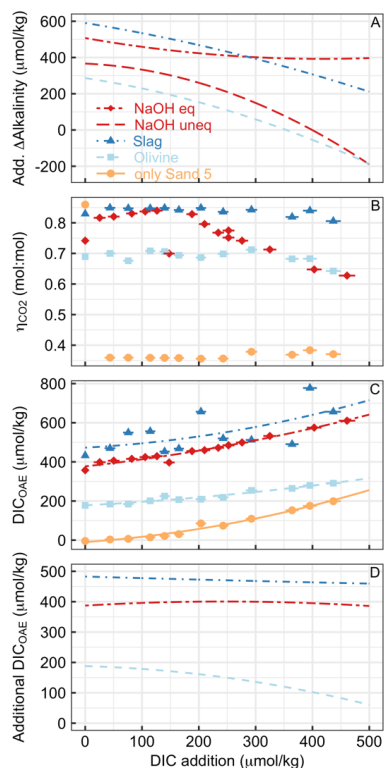 A
Add. ΔAlkalinity (μmol/kg)
600
400
200
0
-200
NaOH eq
NaOH uneq
Slag
Olivine
only Sand 5
B
ηCO2 (mol:mol)
0.8
0.7
0.6
0.5
0.4
C
DICOAE (μmol/kg)
800
600
400
200
0
D
Additional DICOAE (μmol/kg)
500
400
300
200
100
0
0 100 200 300 400 500
DIC addition (μmol/kg)